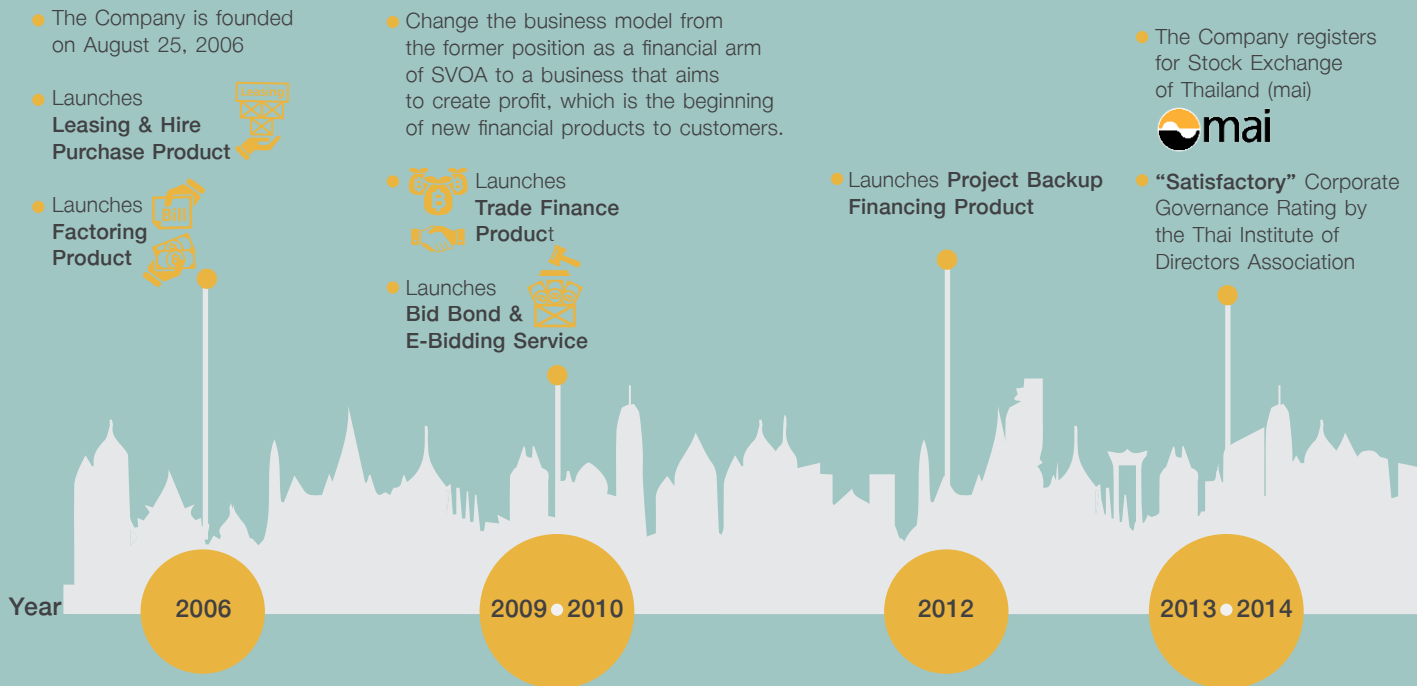 The Company is founded
on August 25, 2006
Launches
Leasing & Hire
Purchase Product
LEASING
Launches
Factoring
Product
Bill
Change the business model from
the former position as a financial arm
of SVOA to a business that aims
to create profit, which is the beginning
of new financial products to customers.
Launches
Trade Finance
Product
Launches
Bid Bond &
E-Bidding Service
Launches Project Backup
Financing Product
The Company registers
for Stock Exchange
of Thailand (mai)
mai
“Satisfactory” Corporate
Governance Rating by
the Thai Institute of
Directors Association
Year
2006
2009 • 2010
2012
2013 • 2014